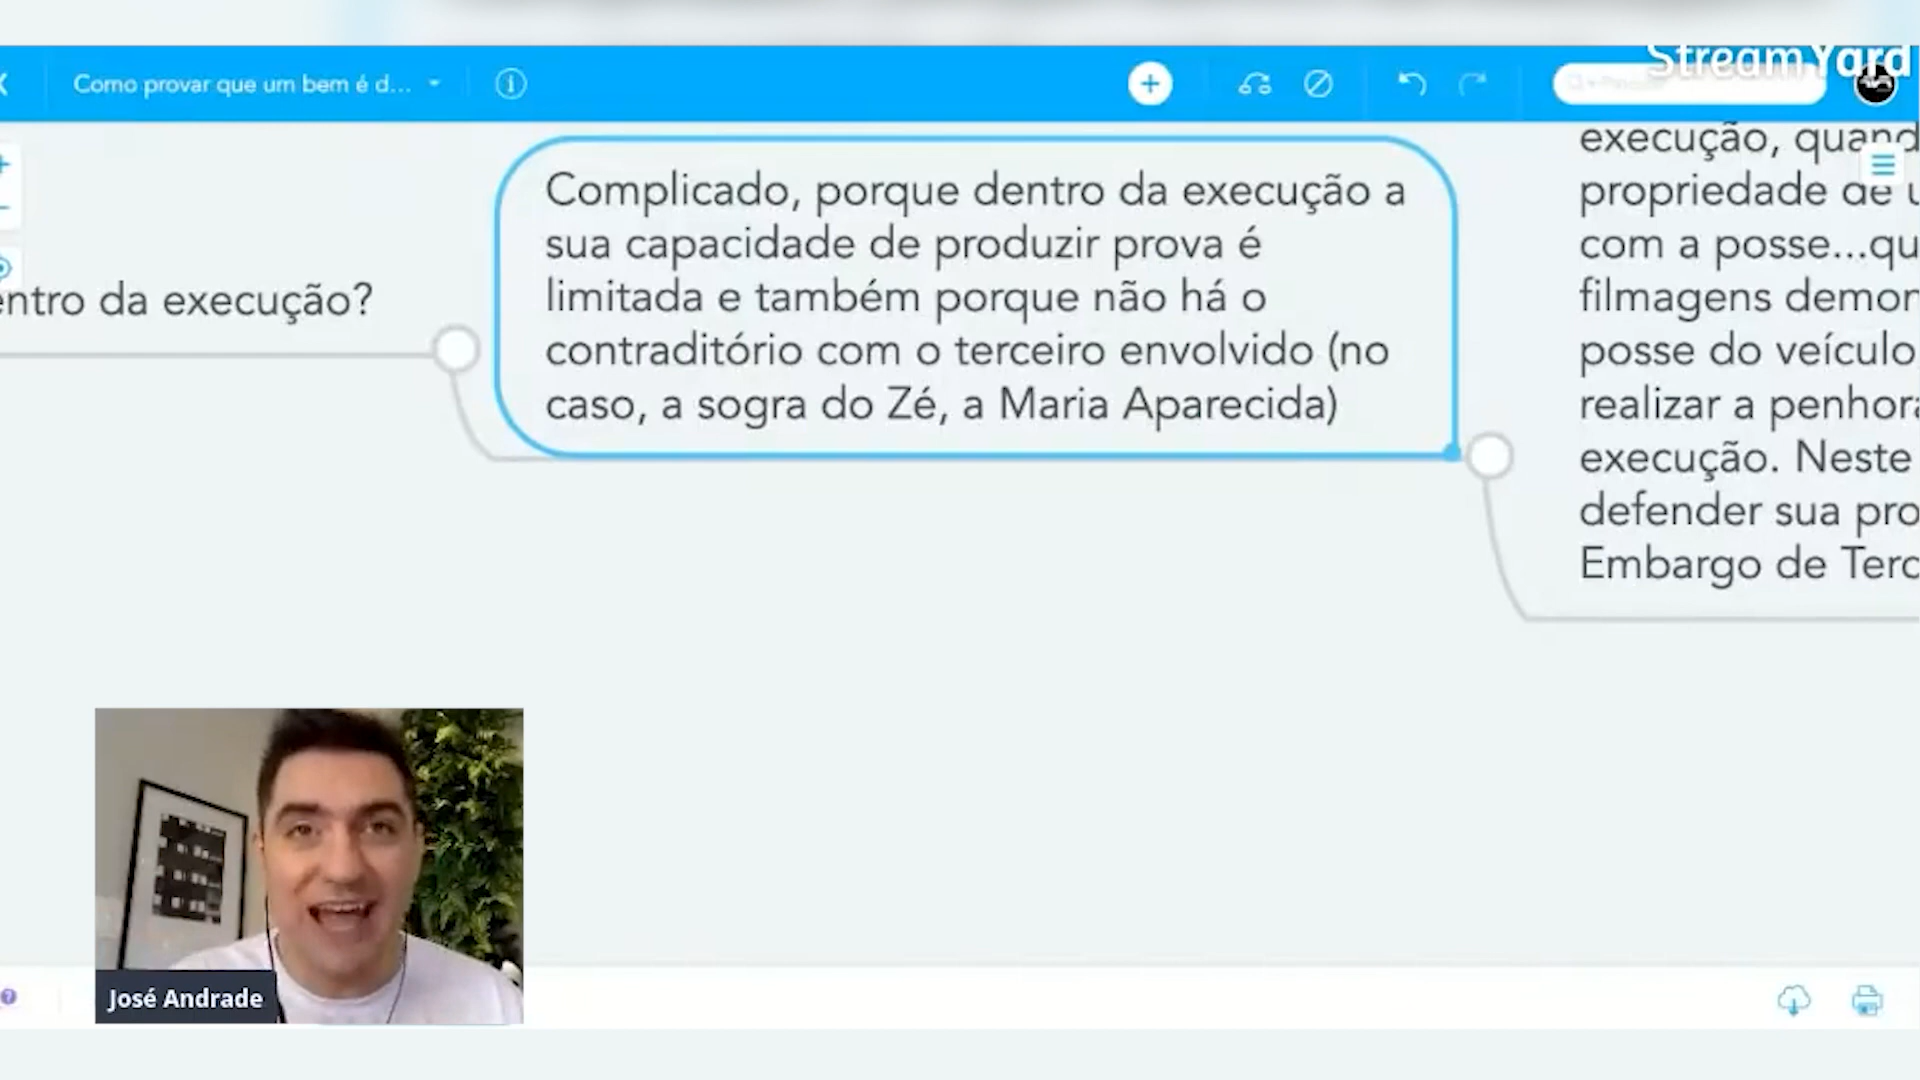 StreamYard
Como provar que um bem é d...
Complicado, porque dentro da execução a
sua capacidade de produzir prova é
limitada e também porque não há o
contraditório com o terceiro envolvido (no
caso, a sogra do Zé, a Maria Aparecida)
entro da execução?
execução, quand
propriedade de u
com a posse...qu
filmagens demon
posse do veículo
realizar a penhora
execução. Neste
defender sua pro
Embargo de Terc
José Andrade